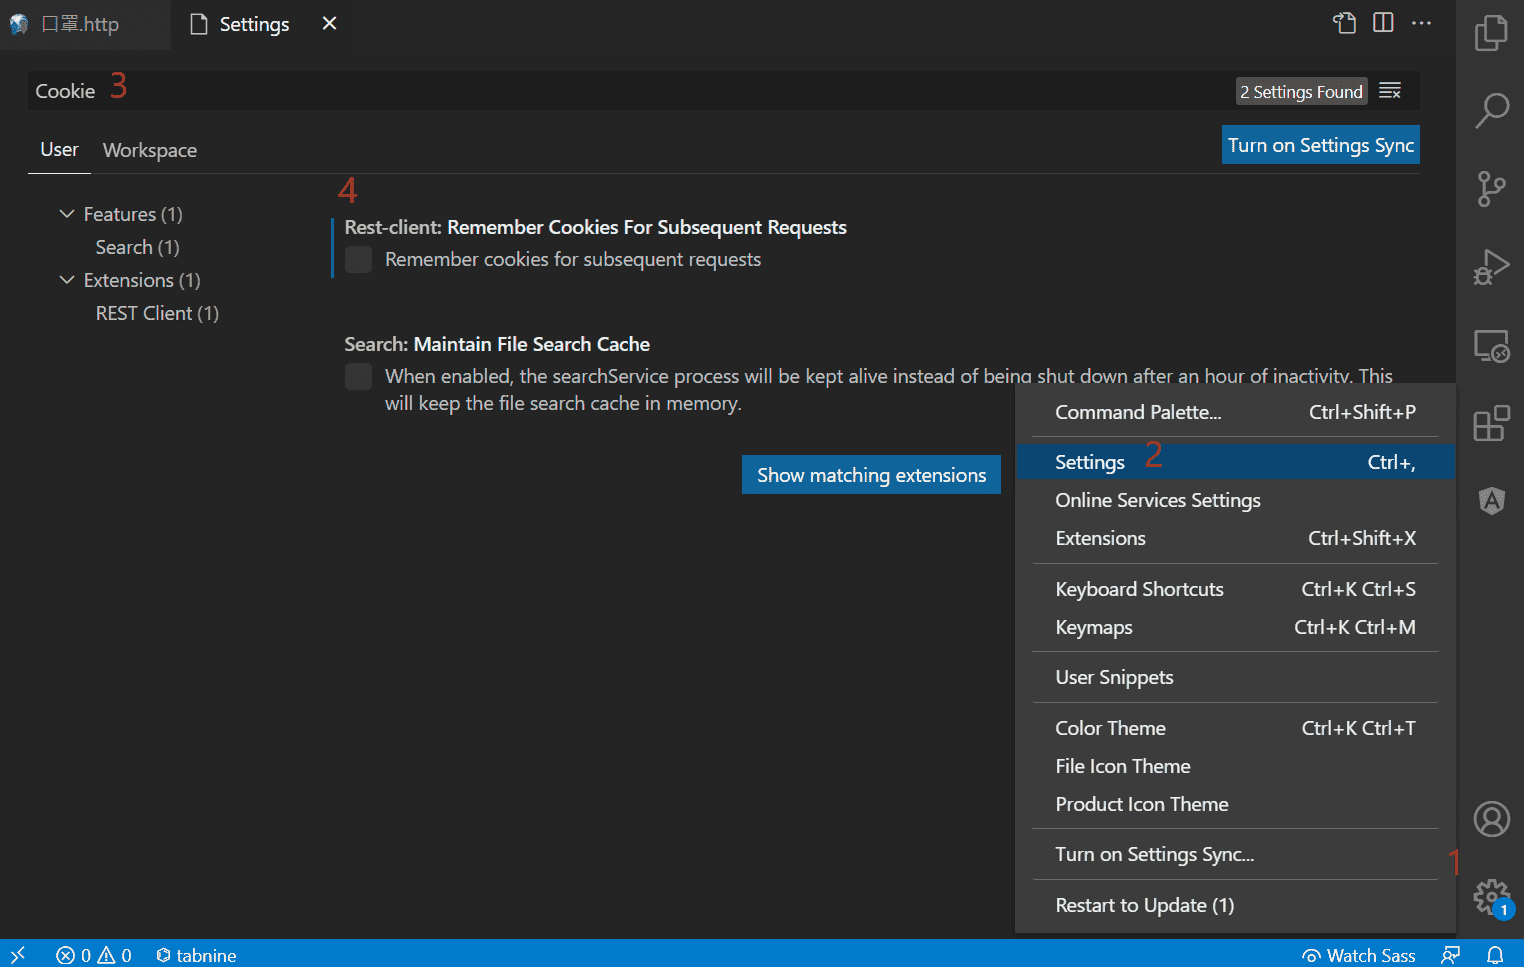 口罩.http
Settings
Cookie 3
2 Settings Found
User Workspace
Turn on Settings Sync
4
Features (1)
Search (1)
Extensions (1)
REST Client (1)
Rest-client: Remember Cookies For Subsequent Requests
Remember cookies for subsequent requests
Search: Maintain File Search Cache
When enabled, the searchService process will be kept alive instead of being shut down after an hour of inactivity. This
will keep the file search cache in memory.
Show matching extensions
Command Palette... Ctrl+Shift+P
Settings 2 Ctrl+,
Online Services Settings
Extensions Ctrl+Shift+X
Keyboard Shortcuts Ctrl+K Ctrl+S
Keymaps Ctrl+K Ctrl+M
User Snippets
Color Theme Ctrl+K Ctrl+T
File Icon Theme
Product Icon Theme
Turn on Settings Sync...
1
Restart to Update (1)
1
0 0 tabnine
Watch Sass